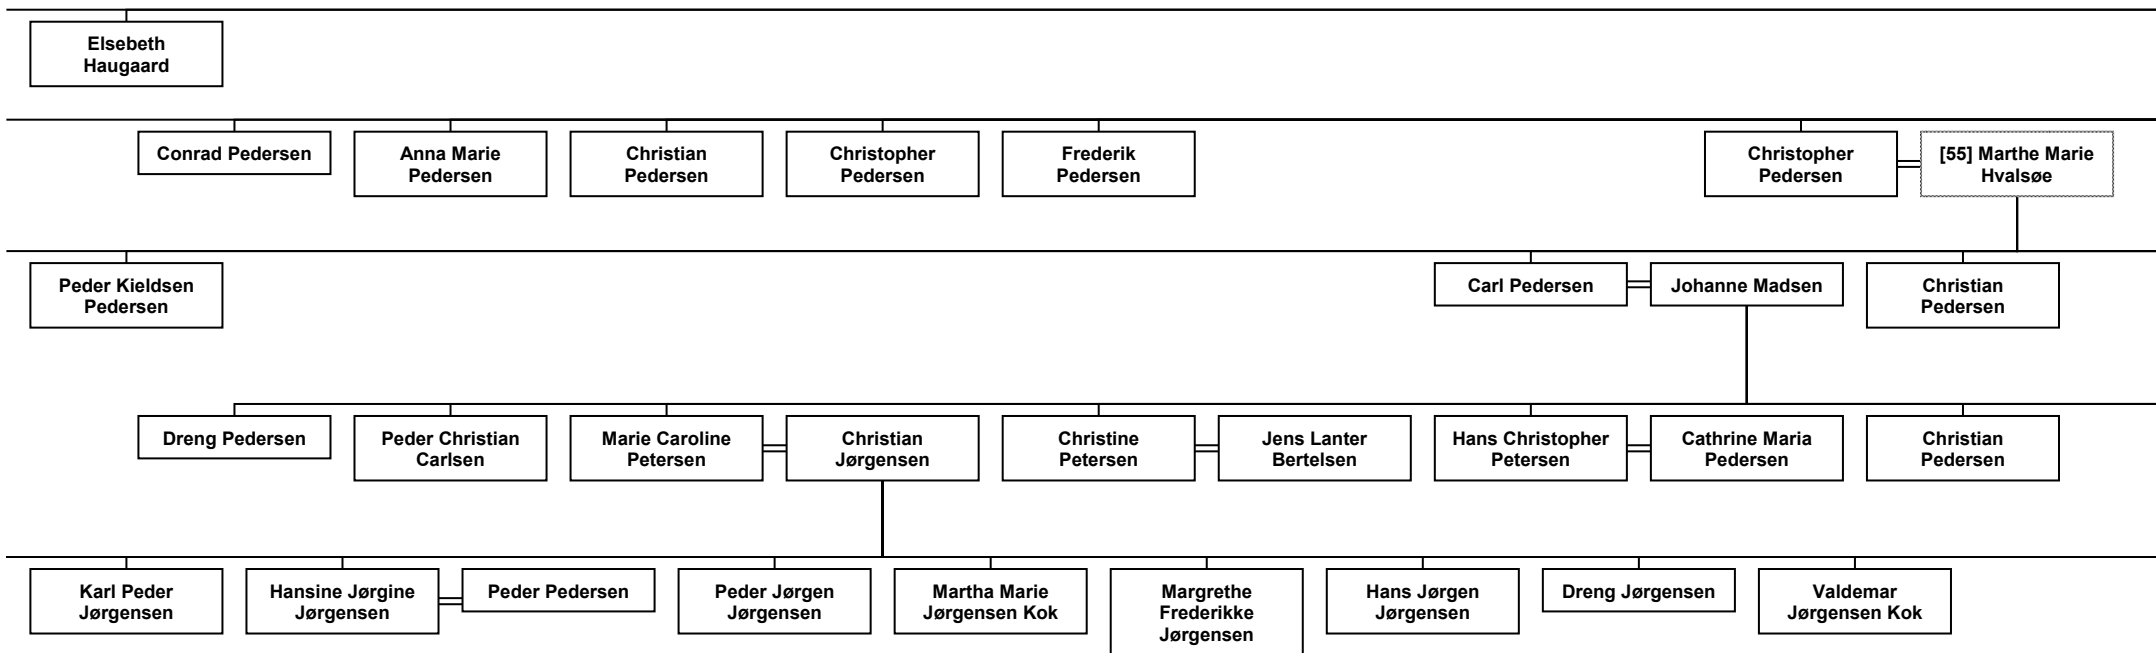 Elsebeth
Haugaard
Conrad Pedersen
Anna Marie
Pedersen
Christian
Pedersen
Christopher
Pedersen
Frederik
Pedersen
Christopher
Pedersen
[55] Marthe Marie
Hvalsøe
Peder Kieldsen
Pedersen
Carl Pedersen
Johanne Madsen
Christian
Pedersen
Dreng Pedersen
Peder Christian
Carlsen
Marie Caroline
Petersen
Christian
Jørgensen
Christine
Petersen
Jens Lanter
Bertelsen
Hans Christopher
Petersen
Cathrine Maria
Pedersen
Christian
Pedersen
Karl Peder
Jørgensen
Hansine Jørgine
Jørgensen
Peder Pedersen
Peder Jørgen
Jørgensen
Martha Marie
Jørgensen Kok
Margrethe
Frederikke
Jørgensen
Hans Jørgen
Jørgensen
Dreng Jørgensen
Valdemar
Jørgensen Kok